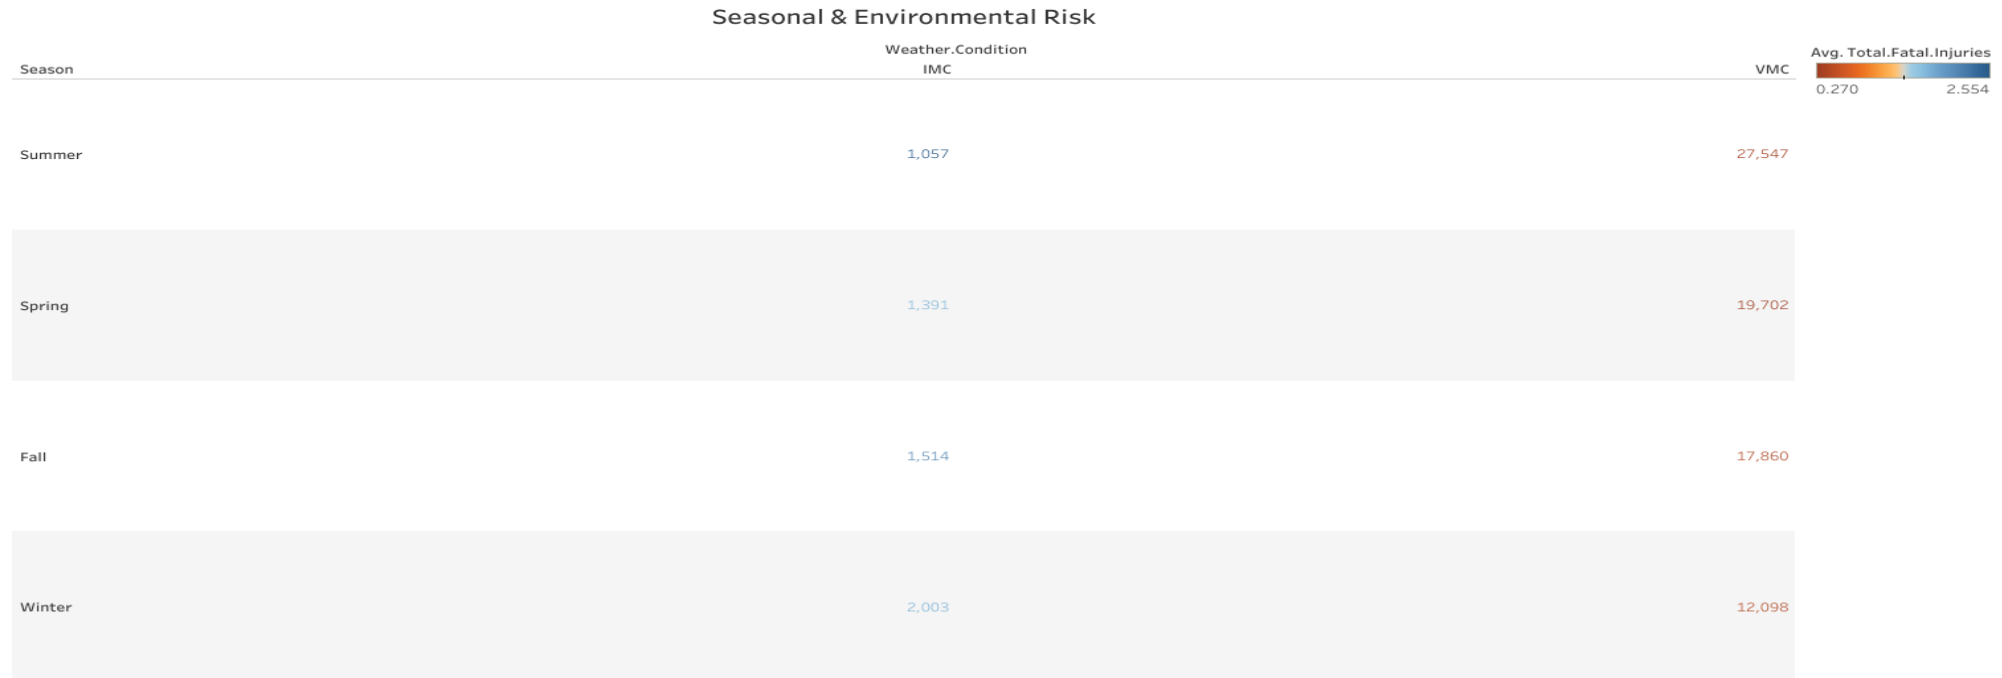 Seasonal & Environmental Risk
Weather.Condition
Season IMC VMC
Summer 1,057 27,547
Spring 1,391 19,702
Fall 1,514 17,860
Winter 2,003 12,098
Avg. Total.Fatal.Injuries
0.270 2.554